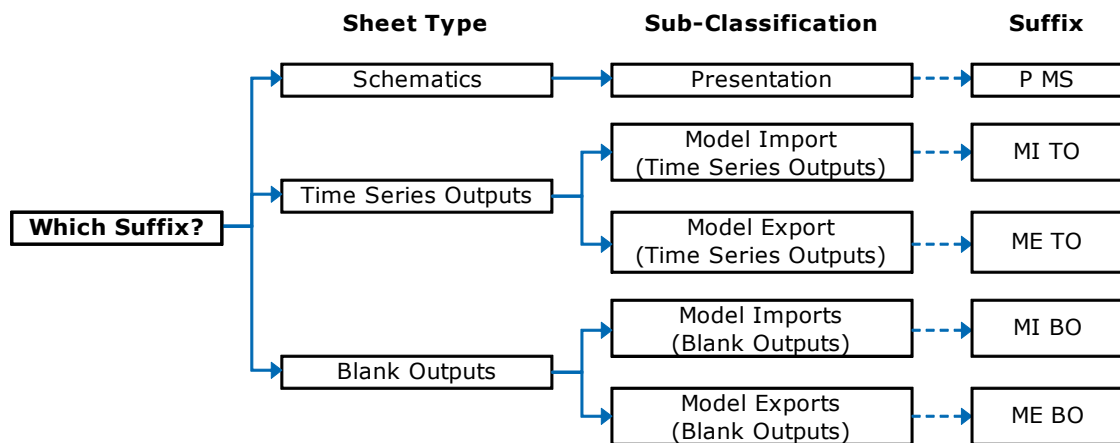 Sheet Type
Sub-Classification
Suffix
Which Suffix?
Schematics
Presentation
P MS
Time Series Outputs
Model Import
(Time Series Outputs)
MI TO
Model Export
(Time Series Outputs)
ME TO
Blank Outputs
Model Imports
(Blank Outputs)
MI BO
Model Exports
(Blank Outputs)
ME BO